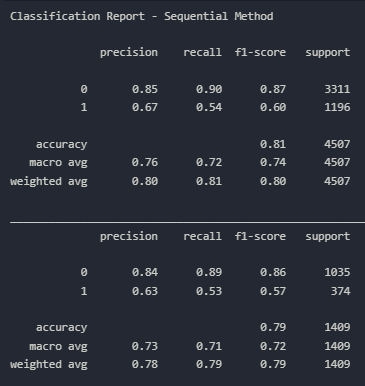 Classification Report - Sequential Method
precision recall f1-score support
0 0.85 0.90 0.87 3311
1 0.67 0.54 0.60 1196
accuracy 0.81 4507
macro avg 0.76 0.72 0.74 4507
weighted avg 0.80 0.81 0.80 4507
precision recall f1-score support
0 0.84 0.89 0.86 1035
1 0.63 0.53 0.57 374
accuracy 0.79 1409
macro avg 0.73 0.71 0.72 1409
weighted avg 0.78 0.79 0.79 1409